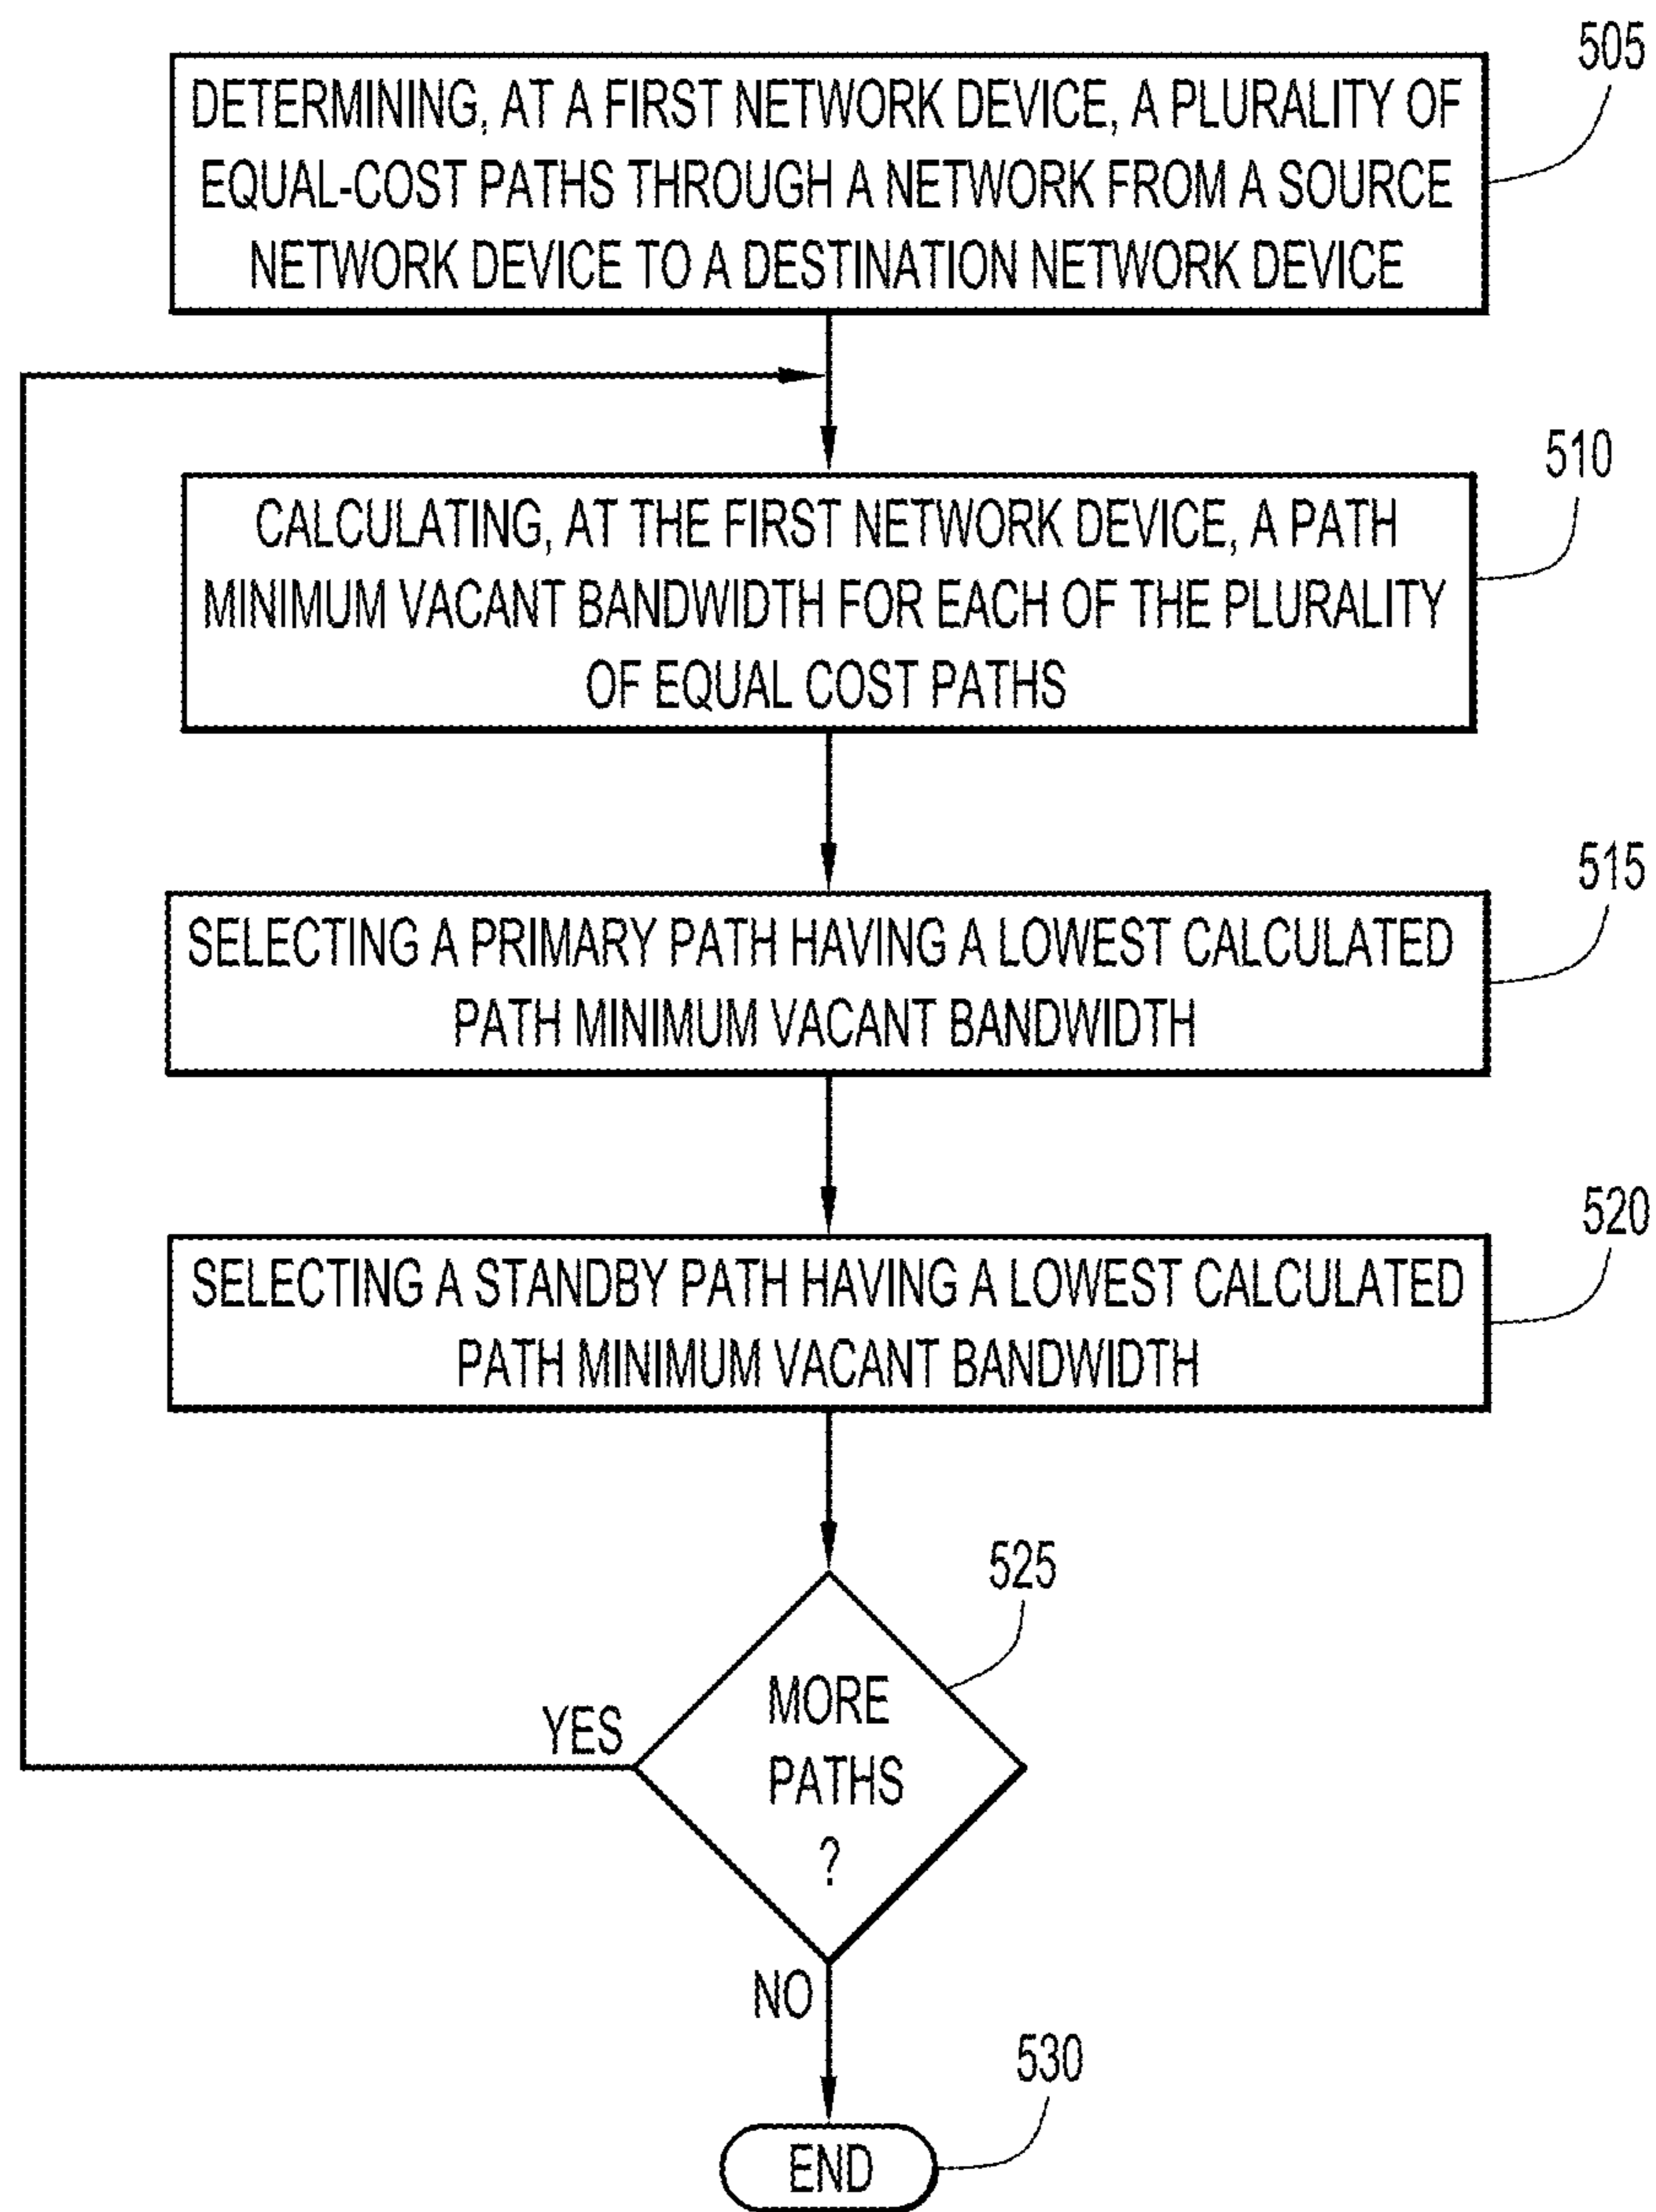 505
DETERMINING, AT A FIRST NETWORK DEVICE, A PLURALITY OF
EQUAL-COST PATHS THROUGH A NETWORK FROM A SOURCE
NETWORK DEVICE TO A DESTINATION NETWORK DEVICE
510
CALCULATING, AT THE FIRST NETWORK DEVICE, A PATH
MINIMUM VACANT BANDWIDTH FOR EACH OF THE PLURALITY
OF EQUAL COST PATHS
515
SELECTING A PRIMARY PATH HAVING A LOWEST CALCULATED
PATH MINIMUM VACANT BANDWIDTH
520
SELECTING A STANDBY PATH HAVING A LOWEST CALCULATED
PATH MINIMUM VACANT BANDWIDTH
525
MORE
PATHS
?
YES
NO
530
END